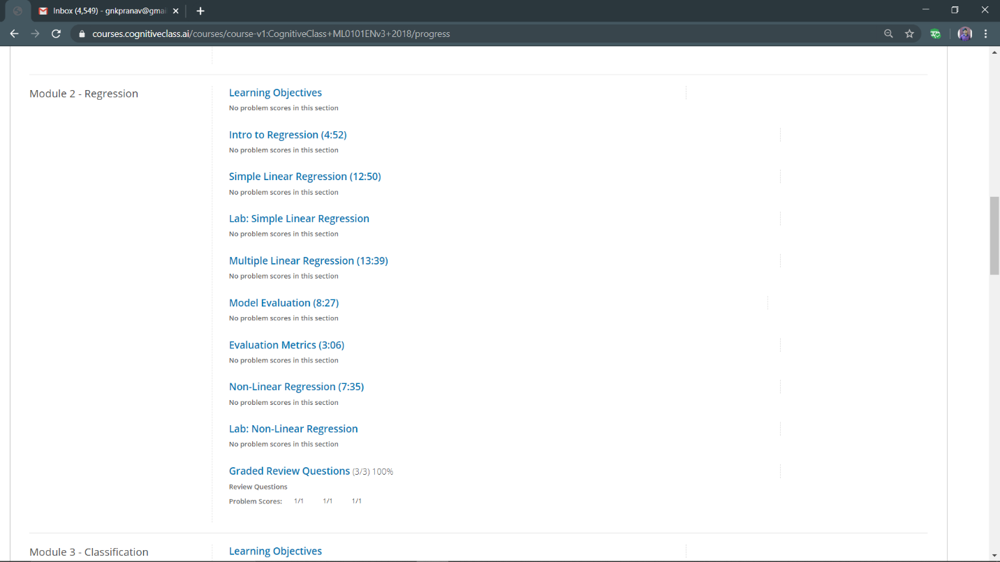 Inbox (4,549) - gnkpranav@gmai
courses.cognitiveclass.ai/courses/course-v1:CognitiveClass+ML0101ENv3+2018/progress
Module 2 - Regression
Learning Objectives
No problem scores in this section
Intro to Regression (4:52)
No problem scores in this section
Simple Linear Regression (12:50)
No problem scores in this section
Lab: Simple Linear Regression
No problem scores in this section
Multiple Linear Regression (13:39)
No problem scores in this section
Model Evaluation (8:27)
No problem scores in this section
Evaluation Metrics (3:06)
No problem scores in this section
Non-Linear Regression (7:35)
No problem scores in this section
Lab: Non-Linear Regression
No problem scores in this section
Graded Review Questions (3/3) 100%
Review Questions
Problem Scores: 1/1 1/1 1/1
Module 3 - Classification
Learning Objectives